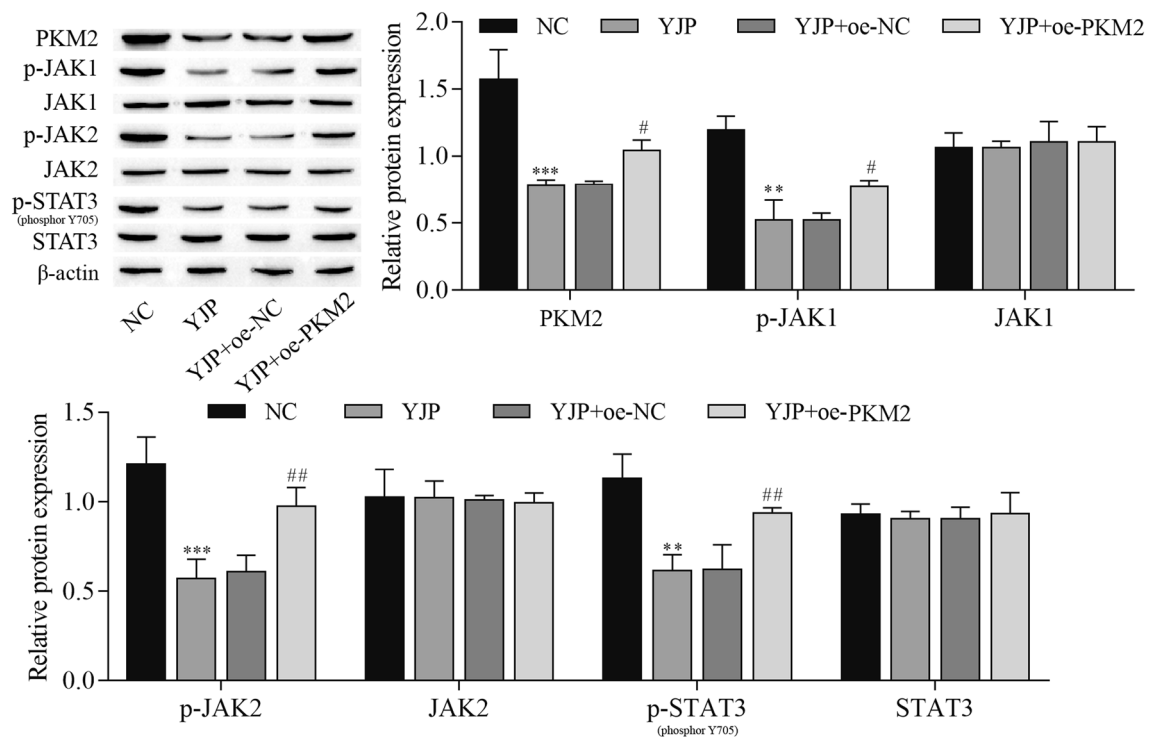 PKM2
p-JAK1
JAK1
p-JAK2
JAK2
p-STAT3
(phosphor Y705)
STAT3
β-actin
NC
YJP
YJP+oe-NC
YJP+oe-PKM2
Relative protein expression
2.0
1.5
1.0
0.5
0.0
NC YJP YJP+oe-NC YJP+oe-PKM2
***
#
**
#
PKM2 p-JAK1 JAK1
Relative protein expression
1.5
1.0
0.5
0.0
NC YJP YJP+oe-NC YJP+oe-PKM2
***
##
**
##
p-JAK2 JAK2 p-STAT3 STAT3
(phosphor Y705)